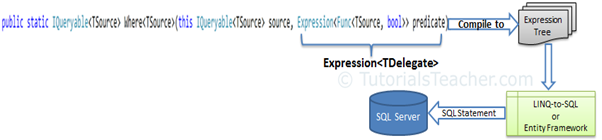 public static IQueryable<TSource> Where<TSource>(this IQueryable<TSource> source, Expression<Func<TSource, bool>> predicate)
Compile to
Expression
Tree
Expression<TDelegate>
© TutorialsTeacher.com
SQL Server
SQL Statement
LINQ-to-SQL
or
Entity Framework